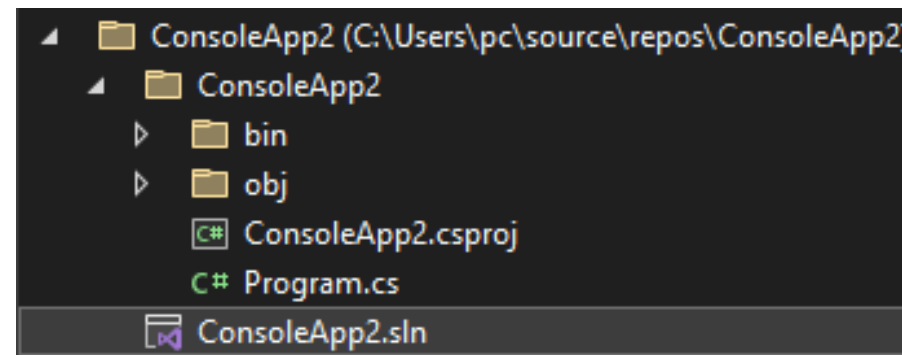 ConsoleApp2 (C:\Users\pc\source\repos\ConsoleApp2)
ConsoleApp2
bin
obj
C# ConsoleApp2.csproj
C# Program.cs
ConsoleApp2.sln